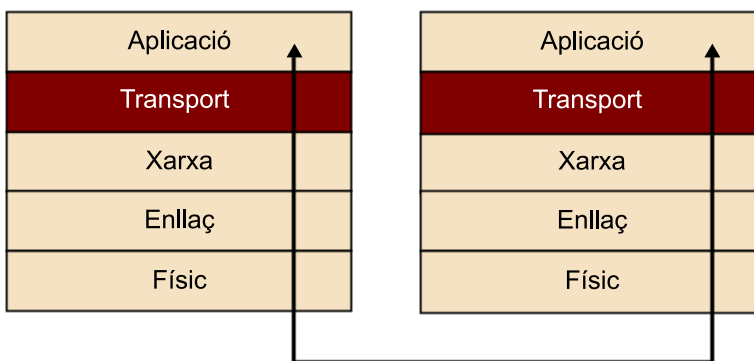 Aplicació
Transport
Xarxa
Enllaç
Físic
Aplicació
Transport
Xarxa
Enllaç
Físic